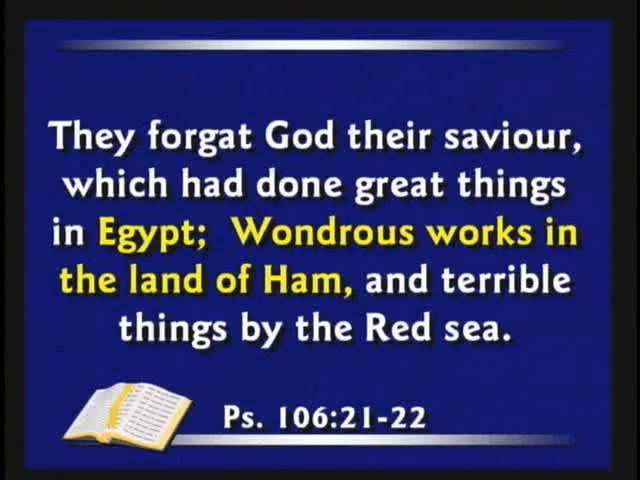 They forgat God their saviour,
which had done great things
in Egypt;  Wondrous works in
the land of Ham, and terrible
things by the Red sea.
Ps. 106:21-22